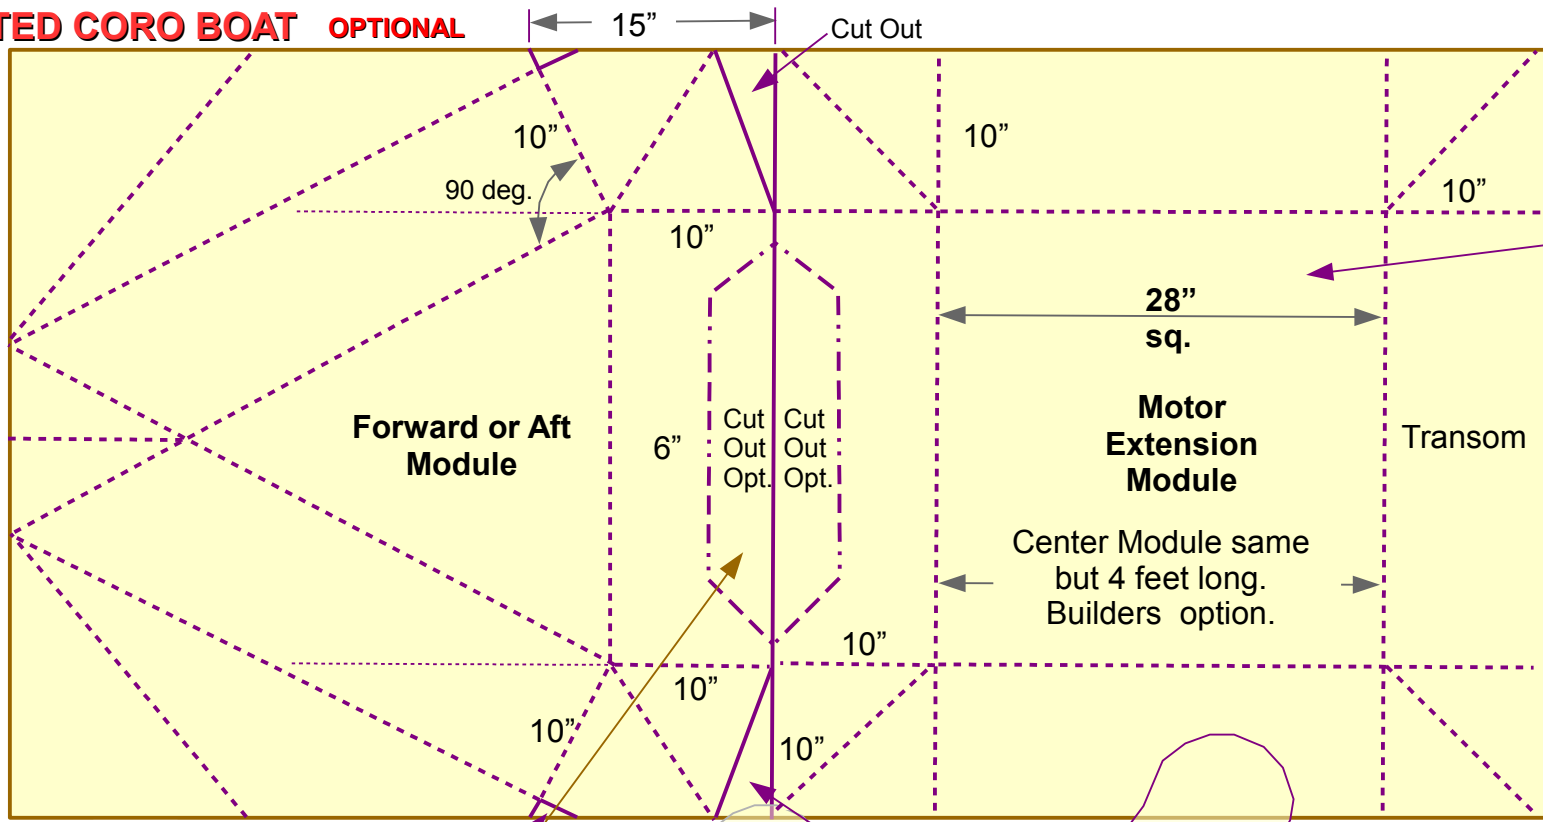 TED CORO BOAT OPTIONAL
15”
Cut Out
10”
10”
90 deg.
10”
10”
28”
sq.
Forward or Aft
Module
6”
Cut
Out
Opt.
Cut
Out
Opt.
Motor
Extension
Module
Transom
Center Module same
but 4 feet long.
Builders option.
10”
10”
10”
10”